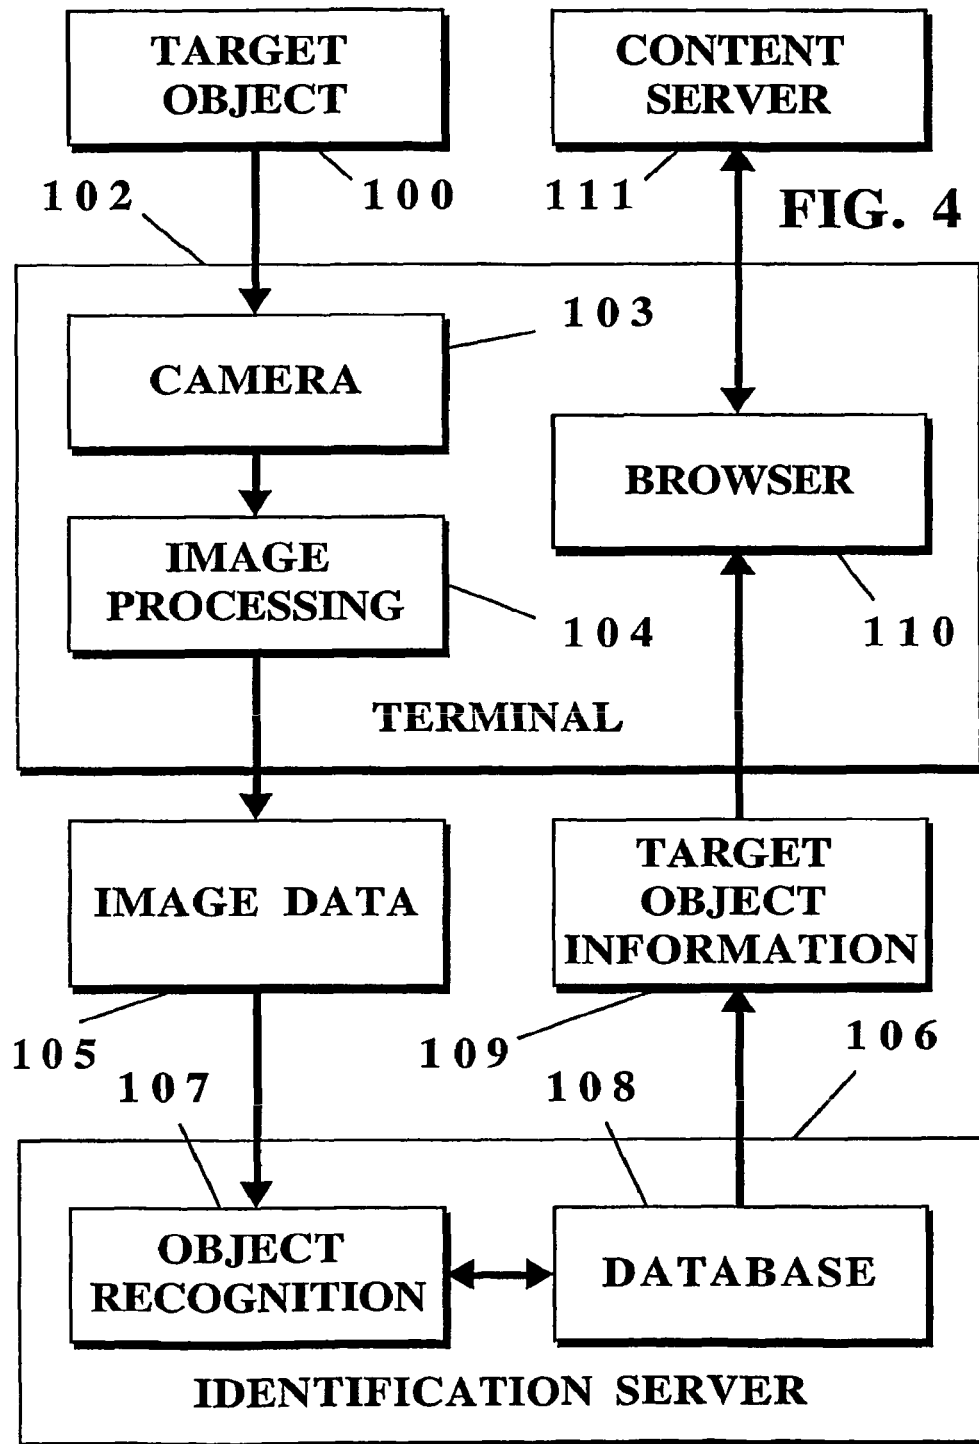 TARGET
OBJECT
CONTENT
SERVER
102
100
111
FIG. 4
103
CAMERA
BROWSER
IMAGE
PROCESSING
104
110
TERMINAL
IMAGE DATA
TARGET
OBJECT
INFORMATION
105
109
106
107
108
OBJECT
RECOGNITION
DATABASE
IDENTIFICATION SERVER